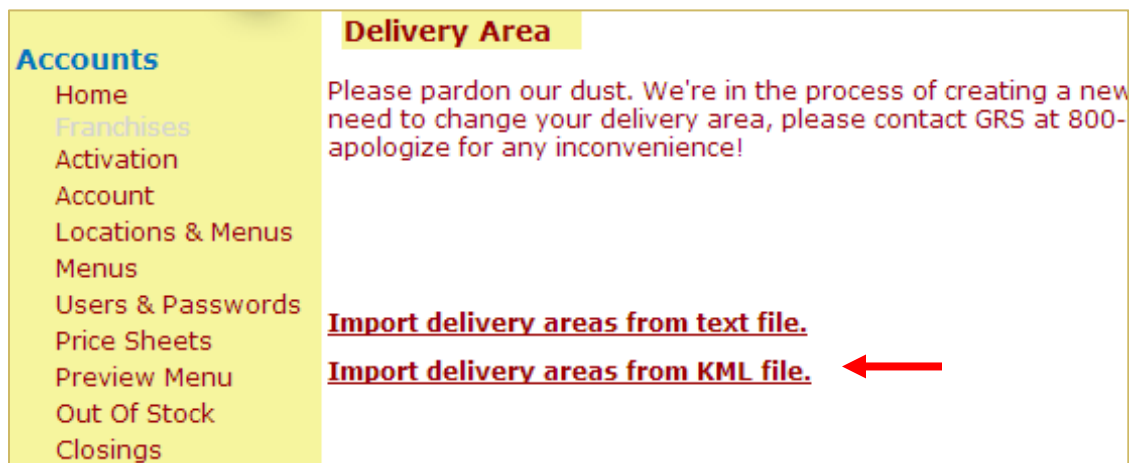 Accounts
Home
Franchises
Activation
Account
Locations & Menus
Menus
Users & Passwords
Price Sheets
Preview Menu
Out Of Stock
Closings
Delivery Area
Please pardon our dust. We're in the process of creating a new
need to change your delivery area, please contact GRS at 800-
apologize for any inconvenience!
Import delivery areas from text file.
Import delivery areas from KML file.